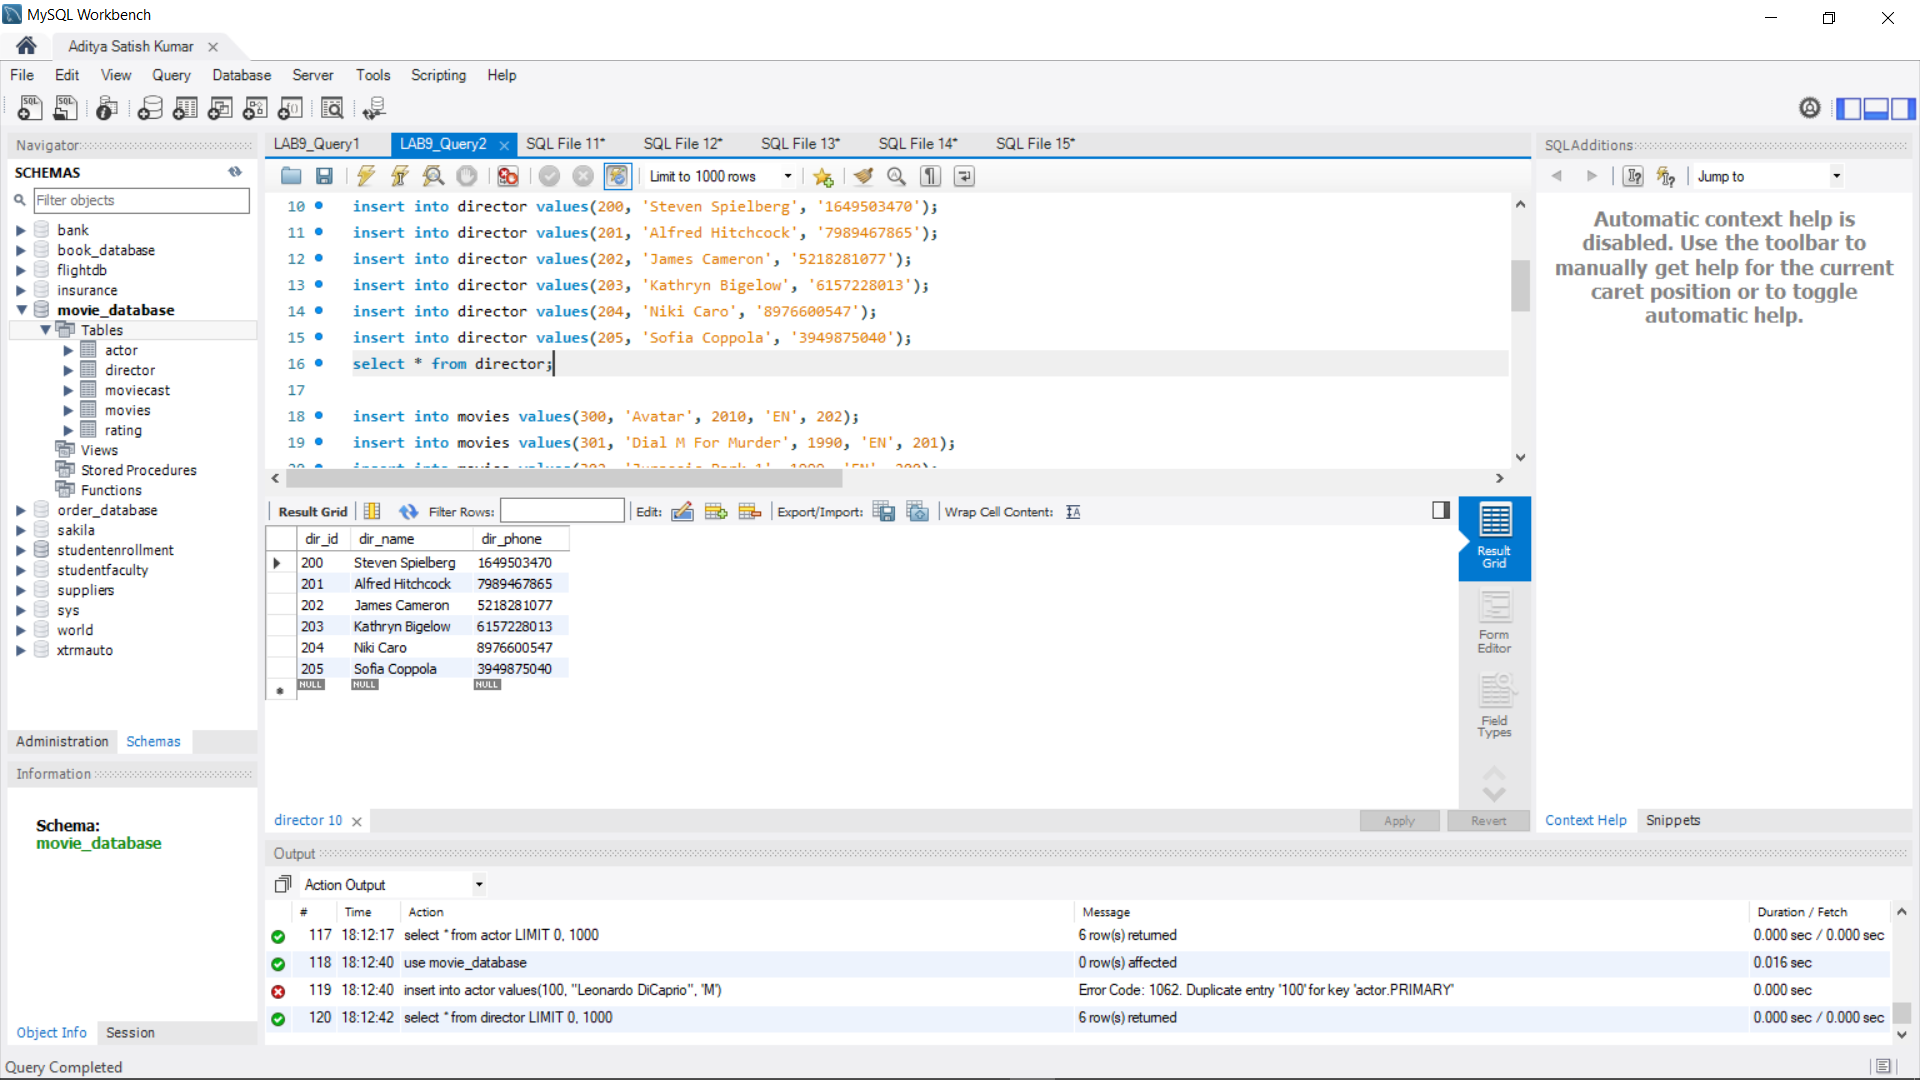 MySQL Workbench
Aditya Satish Kumar
File Edit View Query Database Server Tools Scripting Help
Navigator
SCHEMAS
Filter objects
bank
book_database
flightdb
insurance
movie_database
Tables
actor
director
moviecast
movies
rating
Views
Stored Procedures
Functions
order_database
sakila
studentenrollment
studentfaculty
suppliers
sys
world
xtrmauto
Administration Schemas
Information
Schema:
movie_database
Object Info Session
LAB9_Query1 LAB9_Query2 SQL File 11* SQL File 12* SQL File 13* SQL File 14* SQL File 15*
Limit to 1000 rows
10 insert into director values(200, 'Steven Spielberg', '1649503470');
11 insert into director values(201, 'Alfred Hitchcock', '7989467865');
12 insert into director values(202, 'James Cameron', '5218281077');
13 insert into director values(203, 'Kathryn Bigelow', '6157228013');
14 insert into director values(204, 'Niki Caro', '8976600547');
15 insert into director values(205, 'Sofia Coppola', '3949875040');
16 select * from director;
17
18 insert into movies values(300, 'Avatar', 2010, 'EN', 202);
19 insert into movies values(301, 'Dial M For Murder', 1990, 'EN', 201);
Result Grid Filter Rows: Edit: Export/Import: Wrap Cell Content:
dir_id dir_name dir_phone
200 Steven Spielberg 1649503470
201 Alfred Hitchcock 7989467865
202 James Cameron 5218281077
203 Kathryn Bigelow 6157228013
204 Niki Caro 8976600547
205 Sofia Coppola 3949875040
NULL NULL NULL
Result
Grid
Form
Editor
Field
Types
director 10 Apply Revert
SQLAdditions
Jump to
Automatic context help is
disabled. Use the toolbar to
manually get help for the current
caret position or to toggle
automatic help.
Context Help Snippets
Output
Action Output
# Time Action Message Duration / Fetch
117 18:12:17 select * from actor LIMIT 0, 1000 6 row(s) returned 0.000 sec / 0.000 sec
118 18:12:40 use movie_database 0 row(s) affected 0.016 sec
119 18:12:40 insert into actor values(100, "Leonardo DiCaprio", 'M') Error Code: 1062. Duplicate entry '100' for key 'actor.PRIMARY' 0.000 sec
120 18:12:42 select * from director LIMIT 0, 1000 6 row(s) returned 0.000 sec / 0.000 sec
Query Completed